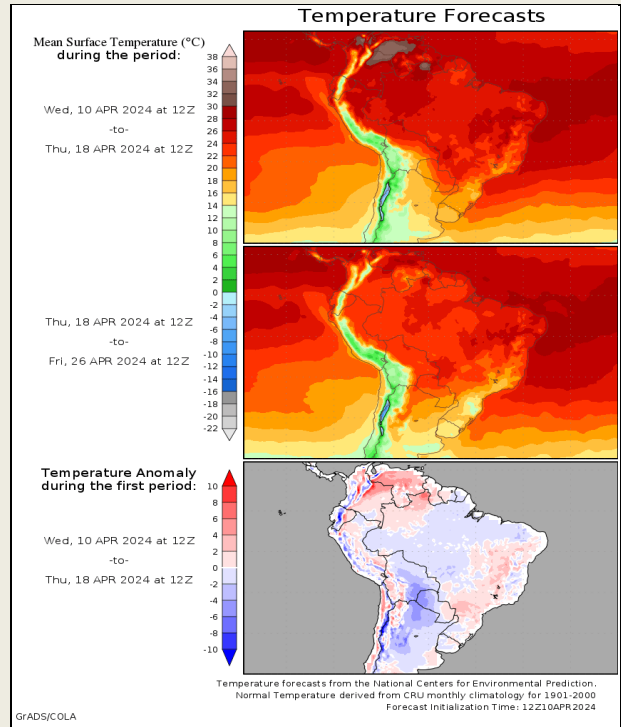 Temperature Forecasts
Mean Surface Temperature (°C)
during the period:
Wed, 10 APR 2024 at 12Z
-to-
Thu, 18 APR 2024 at 12Z
38
36
34
32
30
28
26
24
22
20
18
16
14
12
10
8
6
4
2
0
-2
-4
-6
-8
-10
-12
-14
-16
-18
-20
-22
Thu, 18 APR 2024 at 12Z
-to-
Fri, 26 APR 2024 at 12Z
Temperature Anomaly
during the first period:
Wed, 10 APR 2024 at 12Z
-to-
Thu, 18 APR 2024 at 12Z
10
8
6
4
2
0
-2
-4
-6
-8
-10
Temperature forecasts from the National Centers for Environmental Prediction.
Normal Temperature derived from CRU monthly climatology for 1901-2000
Forecast Initialization Time: 12Z10APR2024
GrADS/COLA